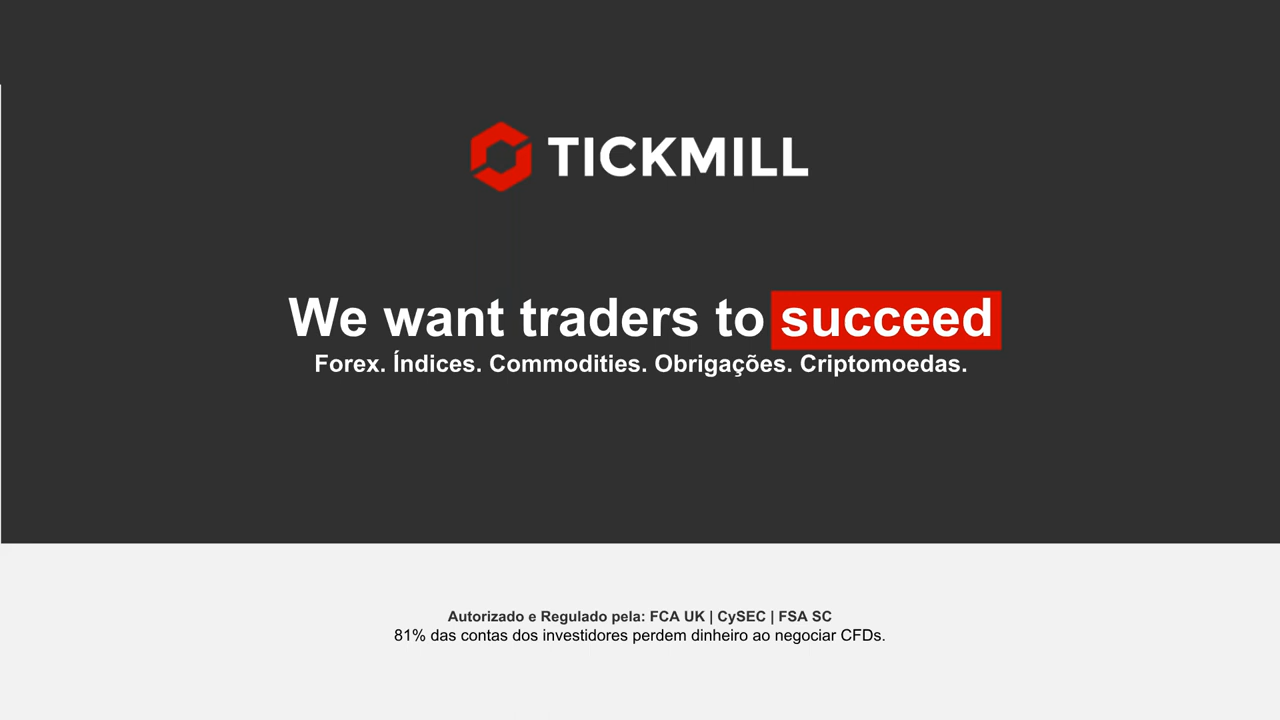 TICKMILL
We want traders to succeed
Forex. Índices. Commodities. Obrigações. Criptomoedas.
Autorizado e Regulado pela: FCA UK | CySEC | FSA SC
81% das contas dos investidores perdem dinheiro ao negociar CFDs.